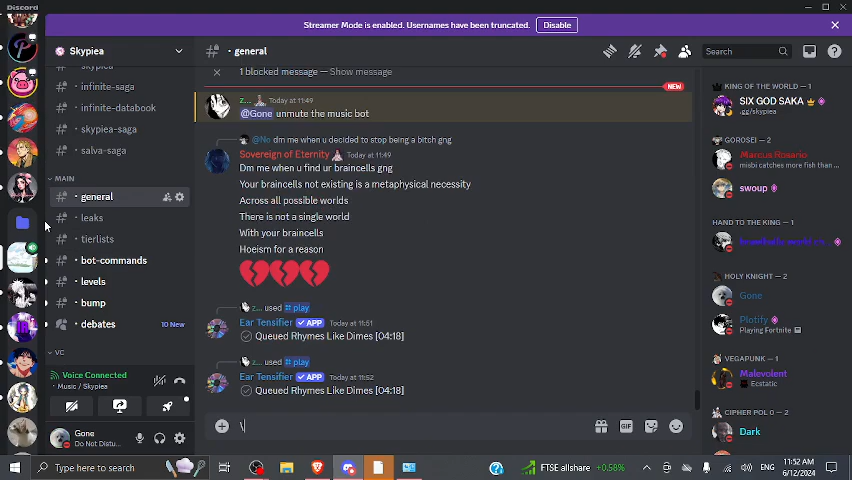 Discord
Streamer Mode is enabled. Usernames have been truncated. Disable
Skypiea
general
Search
skypiea
infinite-saga
infinite-databook
skypiea-saga
salva-saga
MAIN
general
leaks
tierlists
bot-commands
levels
bump
debates 10 New
VC
Voice Connected
Music / Skypiea
Gone
Do Not Distu...
1 blocked message — Show message
NEW
z... Today at 11:49
@Gone unmute the music bot
@No dm me when u decided to stop being a bitch gng
Sovereign of Eternity Today at 11:49
Dm me when u find ur braincells gng
Your braincells not existing is a metaphysical necessity
Across all possible worlds
There is not a single world
With your braincells
Hoeism for a reason
z... used play
Ear Tensifier ✓ APP Today at 11:51
Queued Rhymes Like Dimes [04:18]
z... used play
Ear Tensifier ✓ APP Today at 11:52
Queued Rhymes Like Dimes [04:18]
\
GIF
KING OF THE WORLD — 1
SIX GOD SAKA
.gg/skypiea
GOROSEI — 2
Marcus Rosario
misbi catches more fish than ...
swoup
HAND TO THE KING — 1
HOLY KNIGHT — 2
Gone
Plotify
Playing Fortnite
VEGAPUNK — 1
Malevolent
Ecstatic
CIPHER POL 0 — 2
Dark
Type here to search
FTSE allshare +0.58%
ENG
11:52 AM
6/12/2024